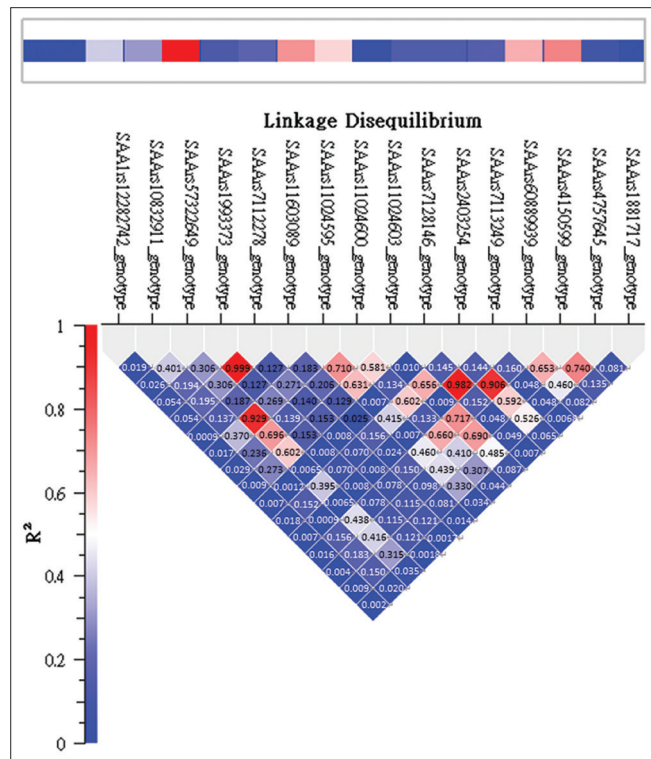 Linkage Disequilibrium
SAA1rs12282742_genotype
SAArs10832911_genotype
SAArs57322649_genotype
SAArs1993373_genotype
SAArs7112278_genotype
SAArs11603089_genotype
SAArs11024595_genotype
SAArs11024600_genotype
SAArs11024603_genotype
SAArs7128146_genotype
SAArs2403254_genotype
SAArs7113249_genotype
SAArs60889939_genotype
SAArs4150599_genotype
SAArs4757645_genotype
SAArs1881717_genotype
1
0.8
0.6
0.4
0.2
0
R²
0.019 0.401 0.306 0.999 0.127 0.183 0.710 0.581 0.010 0.145 0.144 0.160 0.653 0.740 0.081
0.026 0.194 0.306 0.127 0.271 0.206 0.631 0.134 0.656 0.982 0.906 0.048 0.460 0.135
0.054 0.195 0.187 0.269 0.140 0.129 0.007 0.602 0.009 0.152 0.592 0.048 0.082
0.054 0.137 0.929 0.139 0.153 0.025 0.415 0.133 0.717 0.048 0.526 0.006
0.0009 0.370 0.696 0.153 0.008 0.156 0.007 0.660 0.690 0.049 0.065
0.017 0.236 0.602 0.008 0.070 0.024 0.460 0.410 0.485 0.007
0.029 0.273 0.0065 0.070 0.008 0.150 0.439 0.307 0.087
0.009 0.0012 0.395 0.008 0.078 0.098 0.330 0.044
0.007 0.152 0.0065 0.078 0.115 0.081 0.034
0.018 0.0009 0.438 0.115 0.121 0.014
0.007 0.156 0.416 0.121 0.0017
0.016 0.183 0.315 0.0018
0.004 0.150 0.035
0.009 0.020
0.002